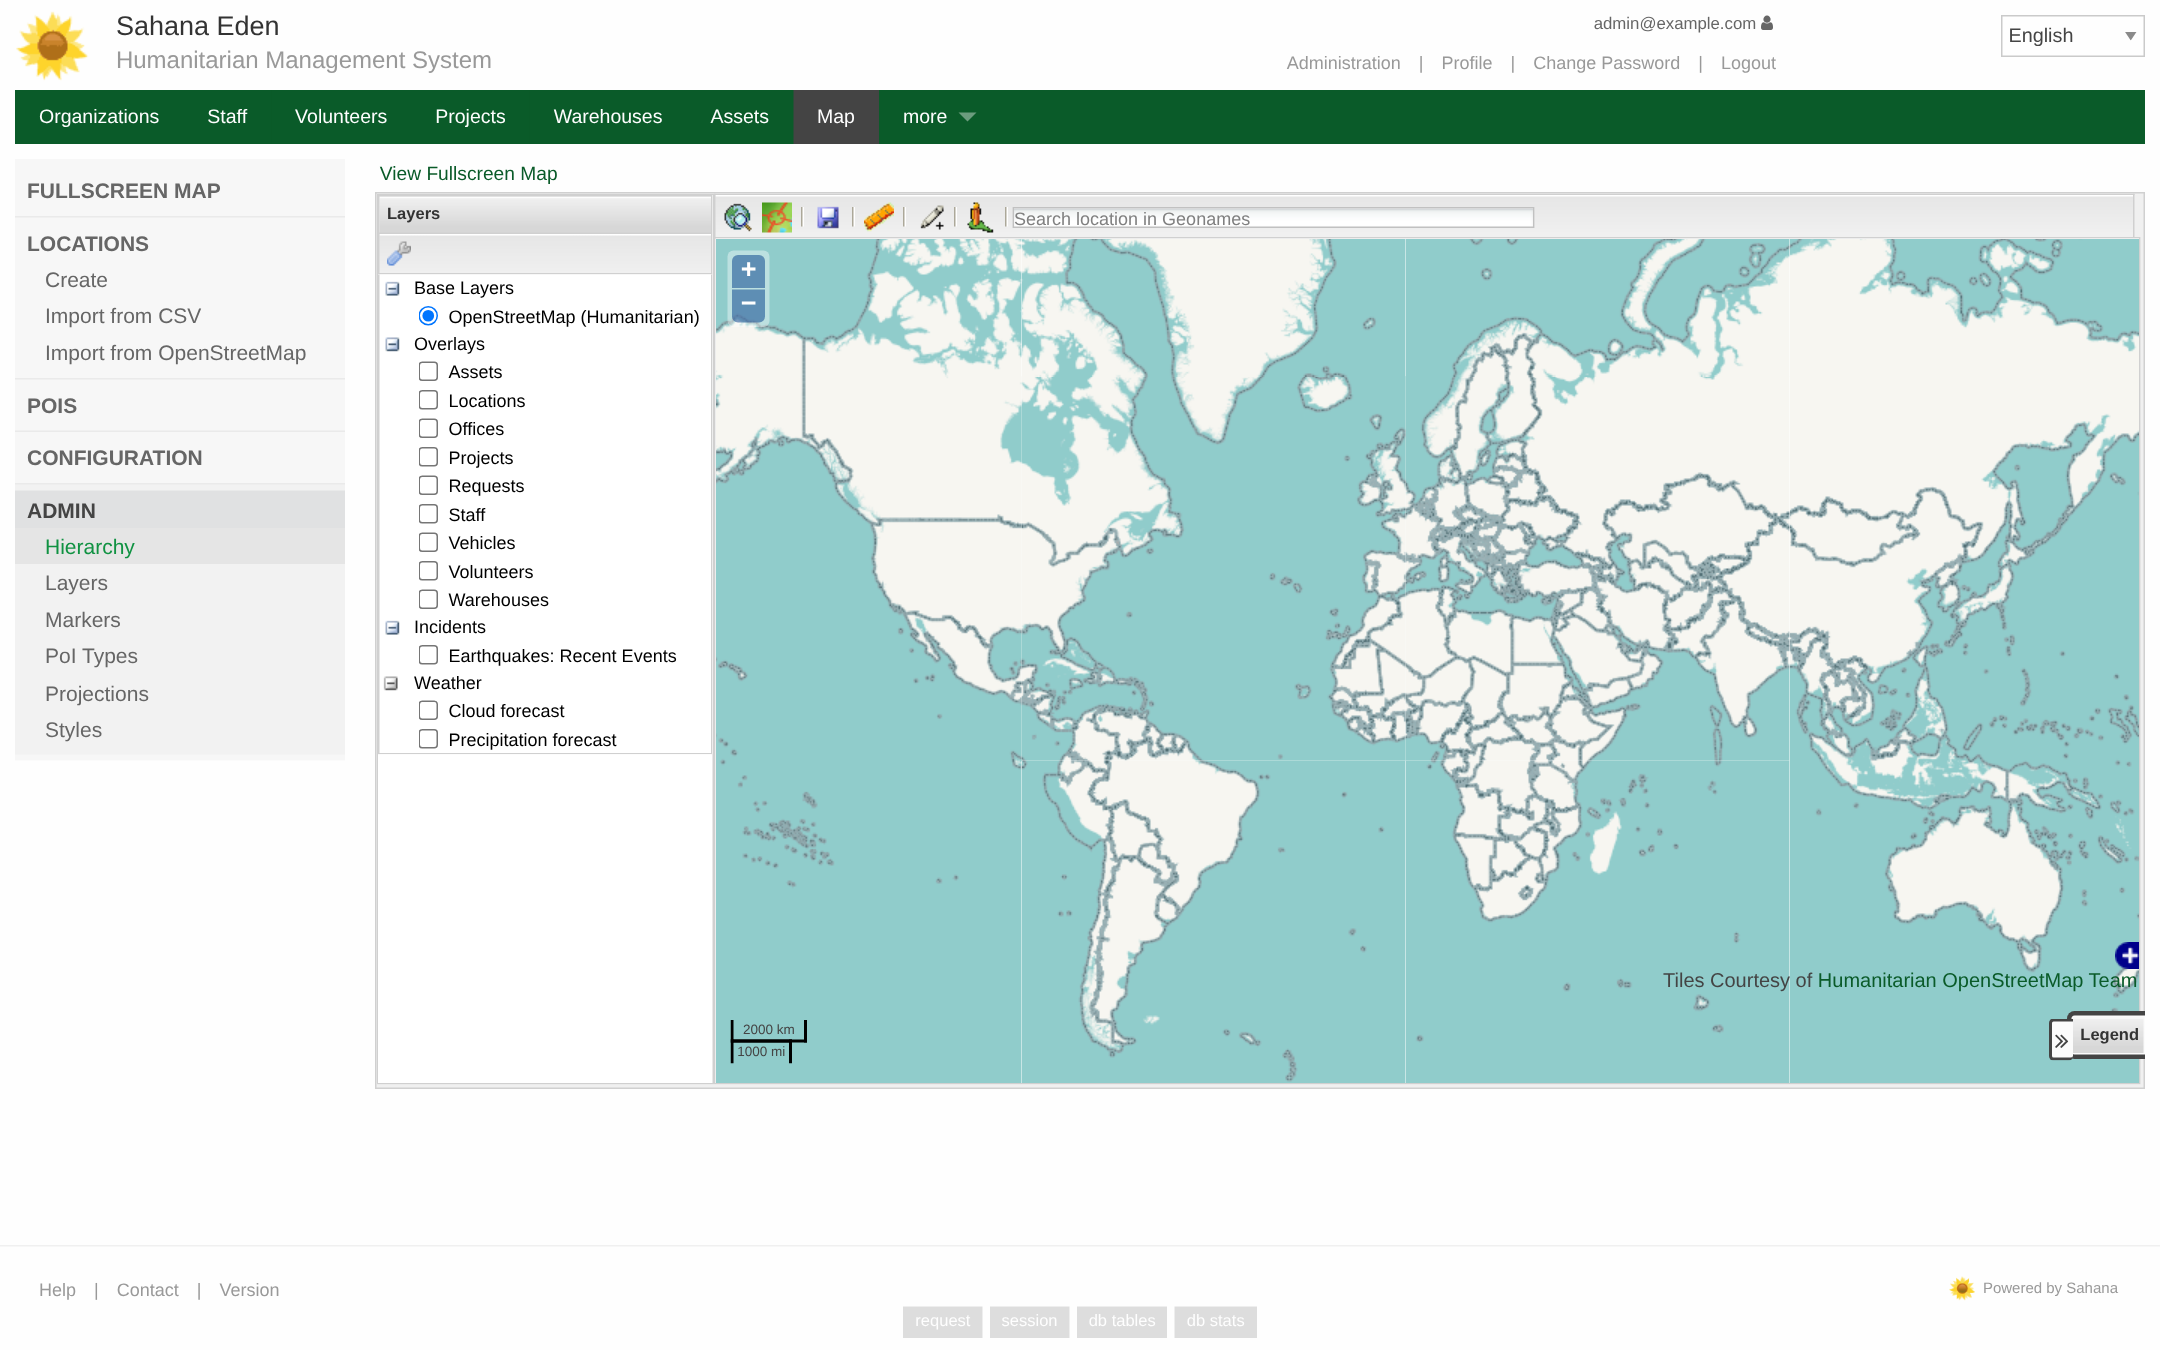 Sahana Eden
Humanitarian Management System
admin@example.com
Administration | Profile | Change Password | Logout
English
Organizations Staff Volunteers Projects Warehouses Assets Map more
FULLSCREEN MAP
LOCATIONS
Create
Import from CSV
Import from OpenStreetMap
POIS
CONFIGURATION
ADMIN
Hierarchy
Layers
Markers
PoI Types
Projections
Styles
View Fullscreen Map
Layers
Base Layers
OpenStreetMap (Humanitarian)
Overlays
Assets
Locations
Offices
Projects
Requests
Staff
Vehicles
Volunteers
Warehouses
Incidents
Earthquakes: Recent Events
Weather
Cloud forecast
Precipitation forecast
Search location in Geonames
+
−
Tiles Courtesy of Humanitarian OpenStreetMap Team
2000 km
1000 mi
Legend
Help | Contact | Version
Powered by Sahana
request session db tables db stats